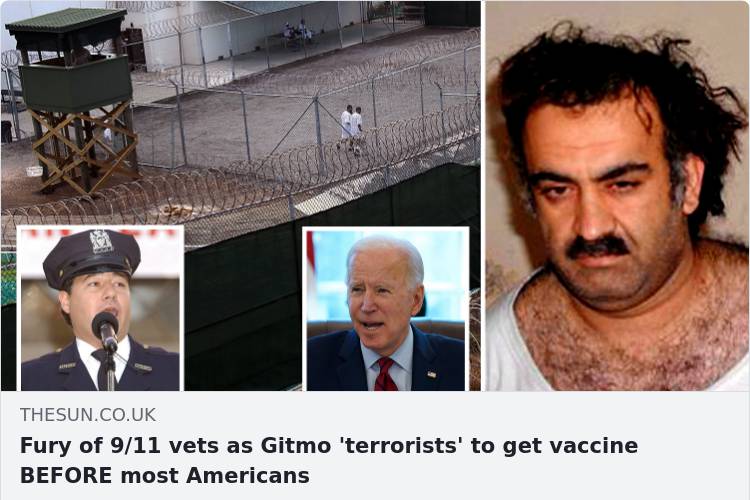 THESUN.CO.UK
Fury of 9/11 vets as Gitmo 'terrorists' to get vaccine
BEFORE most Americans